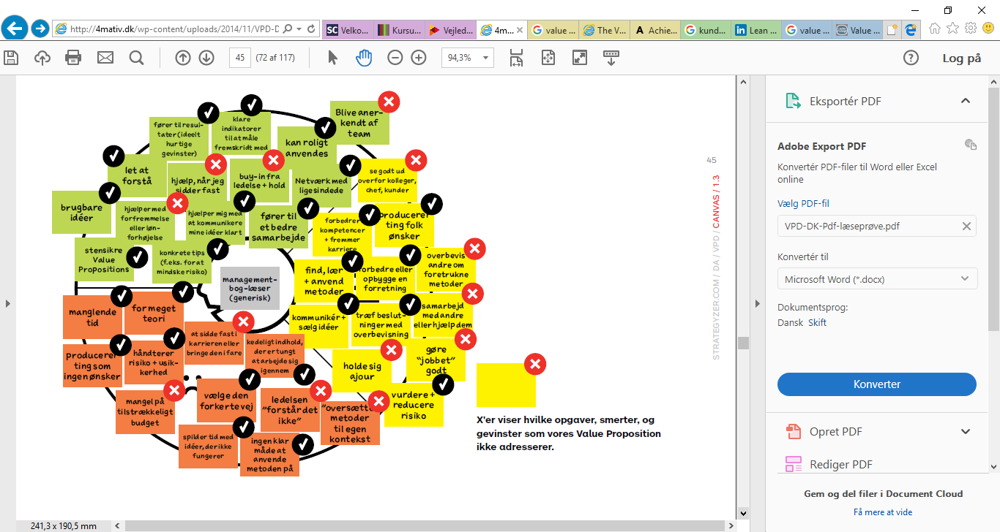 http://4mativ.dk/wp-content/uploads/2014/11/VPD-D
SC Velko...
Kursu...
Vejled...
4m...
value ...
The V...
A Achie...
kund...
Lean ...
value ...
Value ...
45
(72 af 117)
94,3%
Log på
fører til resul-
tater (ideelt
hurtige
gevinster)
klare
indikatorer
til at måle
fremskridt med
kan roligt
anvendes
Blive aner-
kendt af
team
let at
forstå
hjælp, når jeg
sidder fast
buy-in fra
ledelse + hold
Netværk med
ligesindede
se godt ud
overfor kolleger,
chef, kunder
brugbare
idéer
hjælper med
forfremmelse
eller løn-
forhøjelse
hjælper mig med
at kommunikere
mine idéer klart
fører til
et bedre
samarbejde
forbedrer
kompetencer
+ fremmer
karriere
producerer
ting folk
ønsker
stensikre
Value
Propositions
konkrete tips
(f.eks. for at
mindske risiko)
management-
bog-læser
(generisk)
find, lær
+ anvend
metoder
forbedre eller
opbygge en
forretning
overbevis
andre om
foretrukne
metoder
manglende
tid
for meget
teori
kommunikér +
sælg idéer
træf beslut-
ninger med
overbevisning
samarbejd
med andre
eller hjælp dem
at sidde fast i
karrieren eller
bringe den i fare
kedeligt indhold,
der er tungt
at arbejde sig
igennem
producerer
ting som
ingen ønsker
håndterer
risiko + usik-
kerhed
holde sig
ajour
gøre
"jobbet"
godt
mangel på
tilstrækkeligt
budget
vælge den
forkerte vej
ledelsen
"forstår det
ikke"
"oversætte"
metoder
til egen
kontekst
vurdere +
reducere
risiko
spilder tid med
idéer, der ikke
fungerer
ingen klar
måde at
anvende
metoden på
X'er viser hvilke opgaver, smerter, og
gevinster som vores Value Proposition
ikke adresserer.
45
STRATEGYZER.COM / DA / VPD / CANVAS / 1.3
241,3 x 190,5 mm
Eksportér PDF
Adobe Export PDF
Konvertér PDF-filer til Word eller Excel
online
Vælg PDF-fil
VPD-DK-Pdf-læseprøve.pdf
Konvertér til
Microsoft Word (*.docx)
Dokumentsprog:
Dansk Skift
Konverter
Opret PDF
Rediger PDF
Gem og del filer i Document Cloud
Få mere at vide